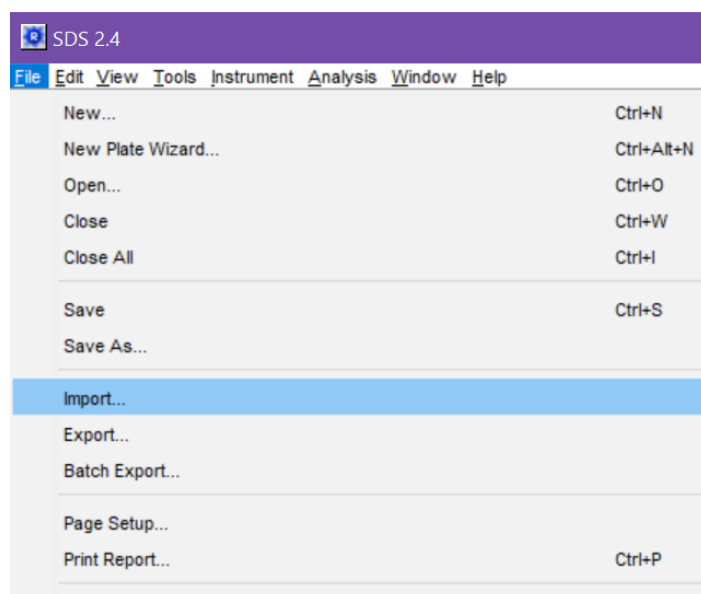 SDS 2.4
File Edit View Tools Instrument Analysis Window Help
New... Ctrl+N
New Plate Wizard... Ctrl+Alt+N
Open... Ctrl+O
Close Ctrl+W
Close All Ctrl+I
Save Ctrl+S
Save As...
Import...
Export...
Batch Export...
Page Setup...
Print Report... Ctrl+P